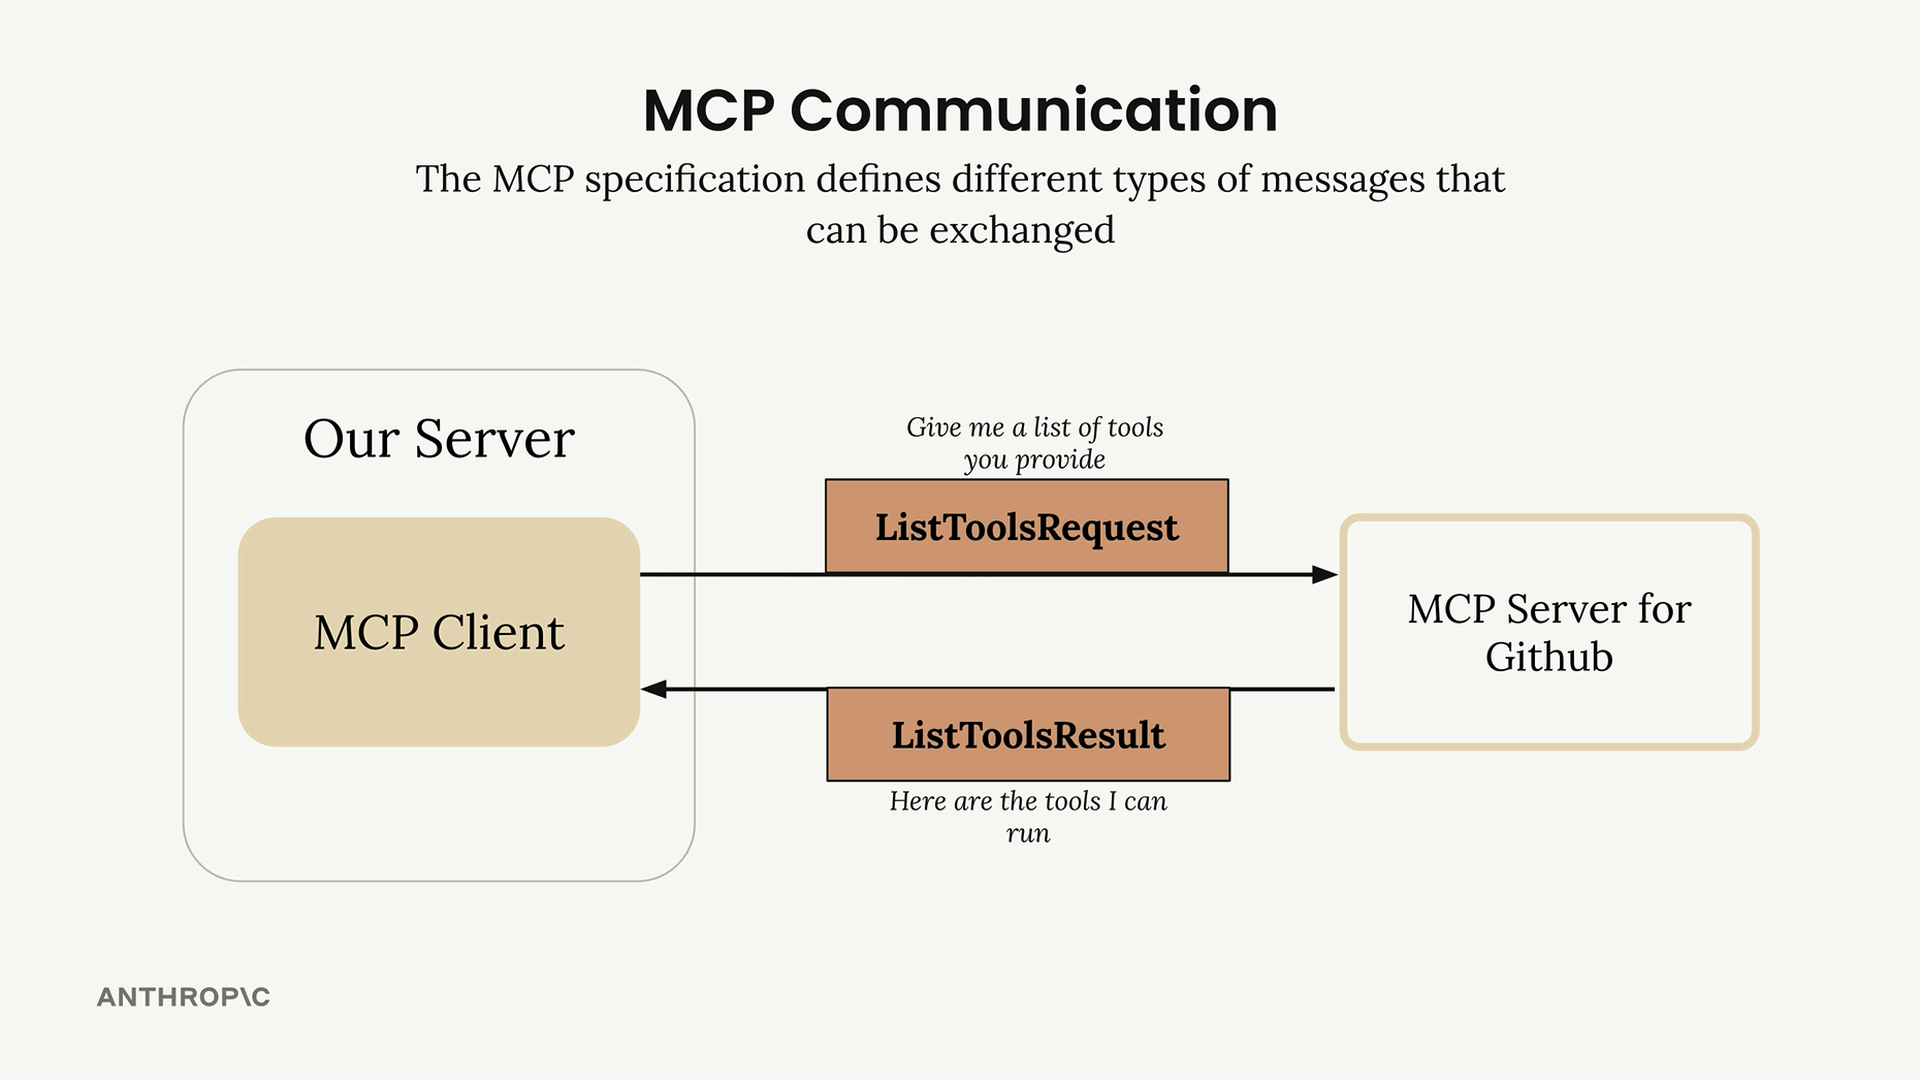 MCP Communication
The MCP specification defines different types of messages that
can be exchanged
Our Server
MCP Client
Give me a list of tools
you provide
ListToolsRequest
ListToolsResult
Here are the tools I can
run
MCP Server for
Github
ANTHROP\C